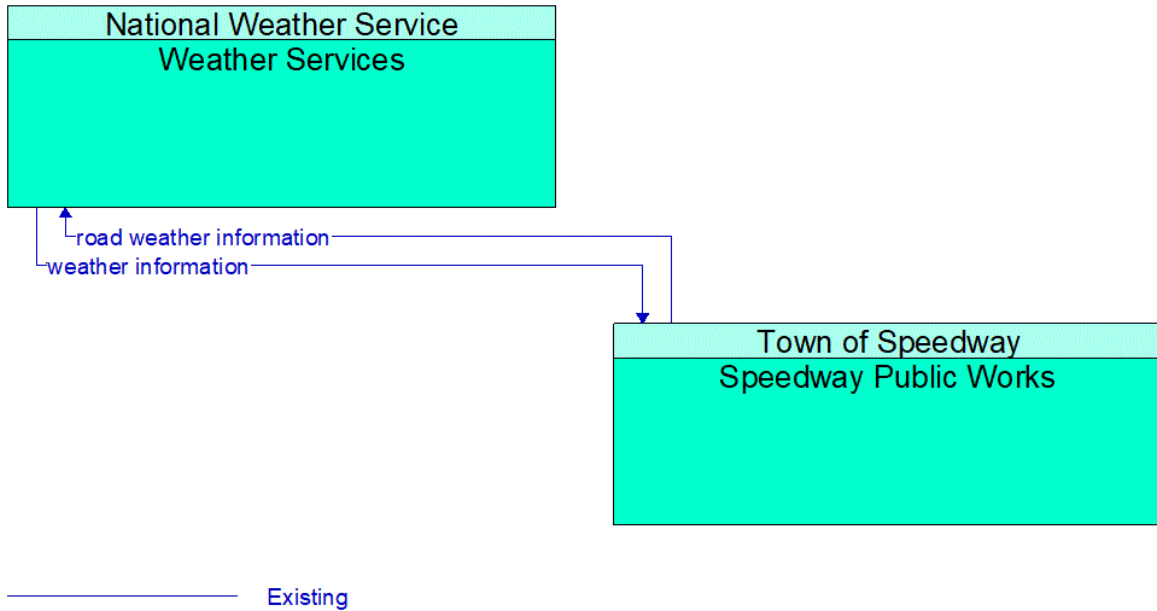 National Weather Service
Weather Services
road weather information
weather information
Town of Speedway
Speedway Public Works
Existing